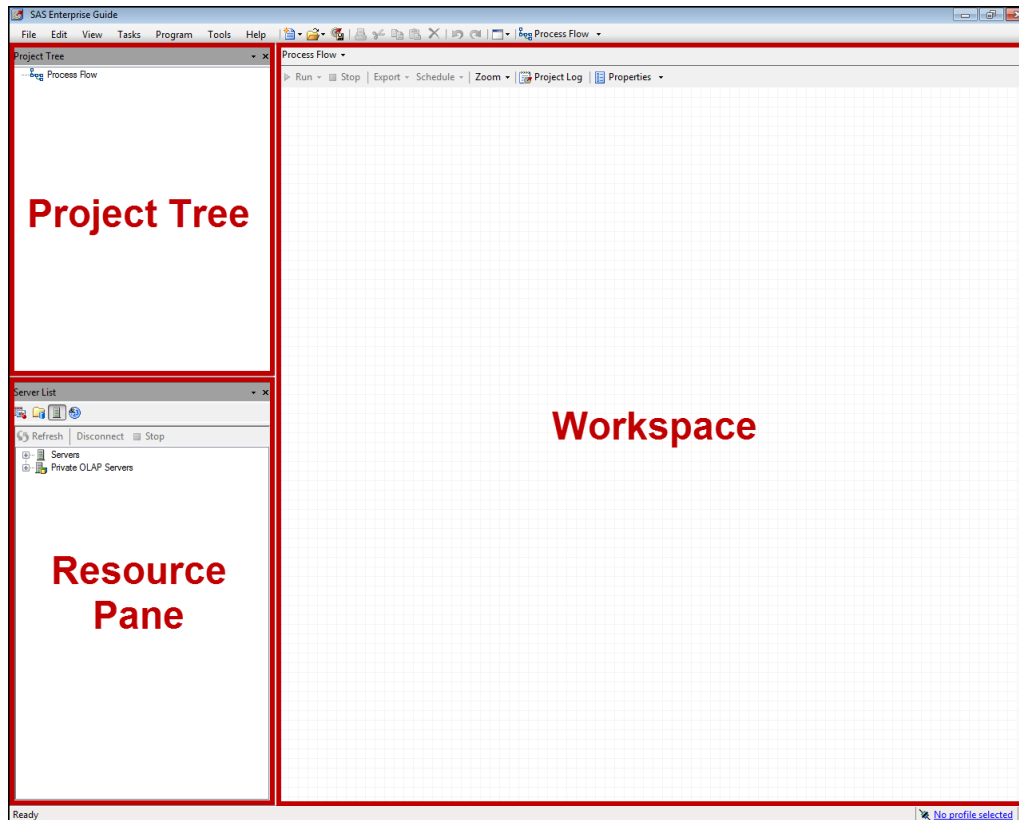 SAS Enterprise Guide
File Edit View Tasks Program Tools Help Process Flow
Project Tree
Process Flow
Project Tree
Server List
Refresh Disconnect Stop
Servers
Private OLAP Servers
Resource
Pane
Process Flow
Run Stop Export Schedule Zoom Project Log Properties
Workspace
Ready
No profile selected